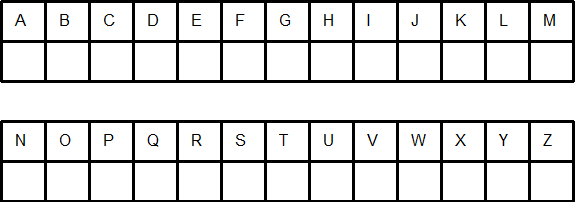 A B C D E F G H I J K L M
N O P Q R S T U V W X Y Z